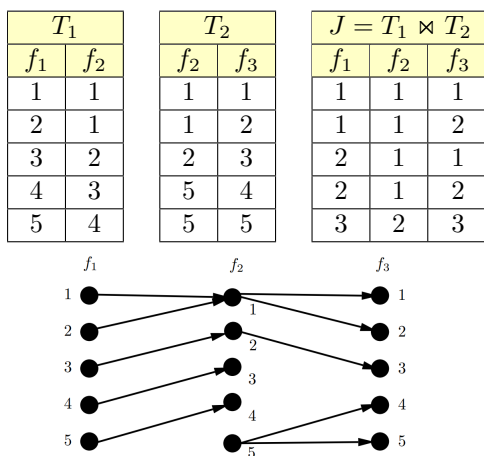 T₁ T₂ J = T₁ ⋈ T₂
f₁ f₂ f₂ f₃ f₁ f₂ f₃
1 1 1 1 1 1 1
2 1 1 2 1 1 2
3 2 2 3 2 1 1
4 3 5 4 2 1 2
5 4 5 5 3 2 3
f₁ f₂ f₃
1 1 1
2 2 2
3 3 3
4 4 4
5 5 5